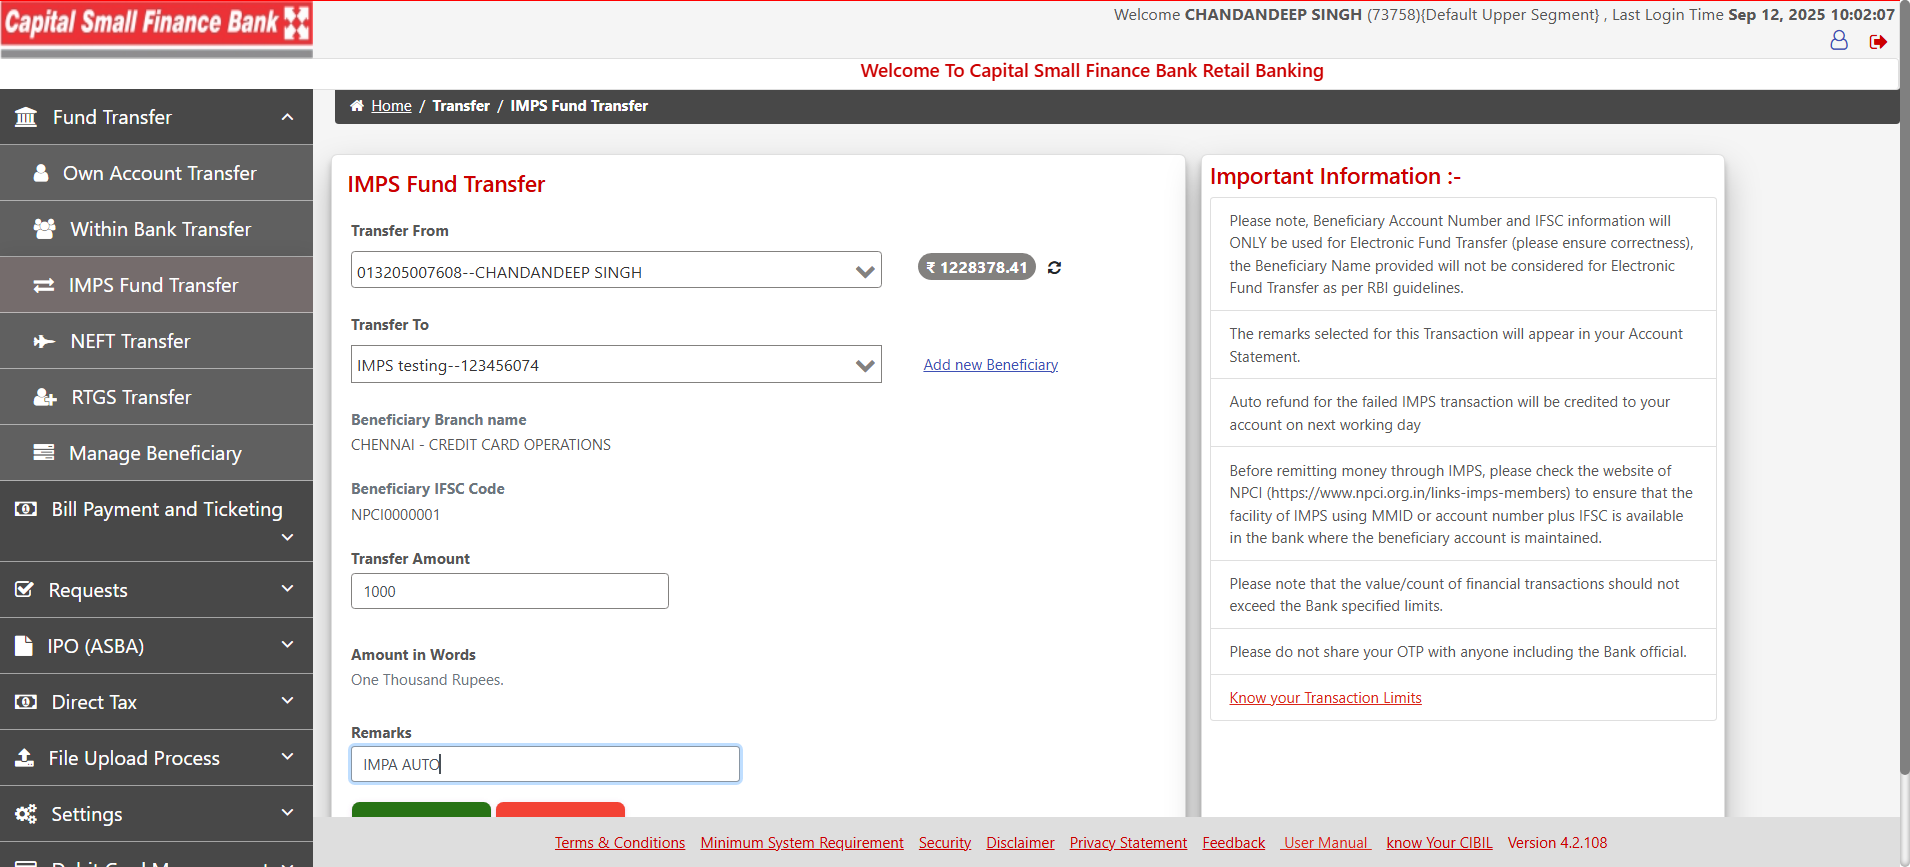 Capital Small Finance Bank
Welcome CHANDANDEEP SINGH (73758){Default Upper Segment} , Last Login Time Sep 12, 2025 10:02:07
Welcome To Capital Small Finance Bank Retail Banking
Fund Transfer
Own Account Transfer
Within Bank Transfer
IMPS Fund Transfer
NEFT Transfer
RTGS Transfer
Manage Beneficiary
Bill Payment and Ticketing
Requests
IPO (ASBA)
Direct Tax
File Upload Process
Settings
Home / Transfer / IMPS Fund Transfer
IMPS Fund Transfer
Transfer From
013205007608--CHANDANDEEP SINGH
₹ 1228378.41
Transfer To
IMPS testing--123456074
Add new Beneficiary
Beneficiary Branch name
CHENNAI - CREDIT CARD OPERATIONS
Beneficiary IFSC Code
NPCI0000001
Transfer Amount
1000
Amount in Words
One Thousand Rupees.
Remarks
IMPA AUTO
Important Information :-
Please note, Beneficiary Account Number and IFSC information will
ONLY be used for Electronic Fund Transfer (please ensure correctness),
the Beneficiary Name provided will not be considered for Electronic
Fund Transfer as per RBI guidelines.
The remarks selected for this Transaction will appear in your Account
Statement.
Auto refund for the failed IMPS transaction will be credited to your
account on next working day
Before remitting money through IMPS, please check the website of
NPCI (https://www.npci.org.in/links-imps-members) to ensure that the
facility of IMPS using MMID or account number plus IFSC is available
in the bank where the beneficiary account is maintained.
Please note that the value/count of financial transactions should not
exceed the Bank specified limits.
Please do not share your OTP with anyone including the Bank official.
Know your Transaction Limits
Terms & Conditions Minimum System Requirement Security Disclaimer Privacy Statement Feedback User Manual know Your CIBIL Version 4.2.108